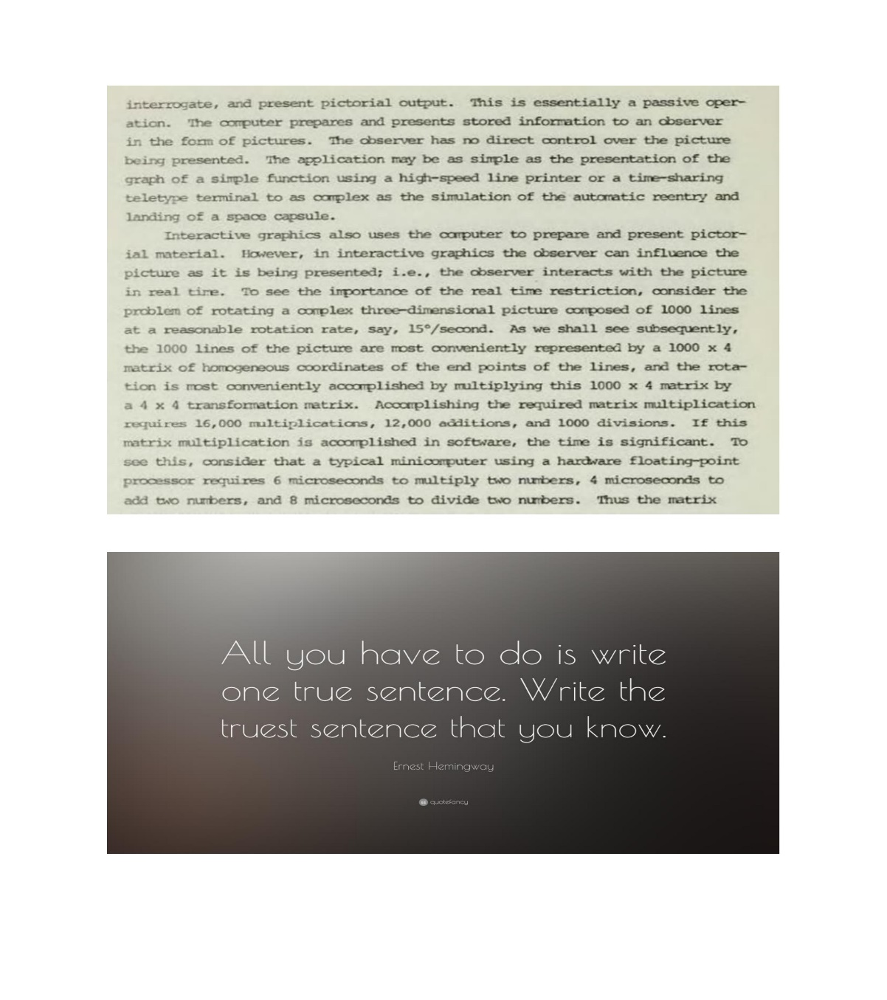 interrogate, and present pictorial output. This is essentially a passive oper-
ation. The computer prepares and presents stored information to an observer
in the form of pictures. The observer has no direct control over the picture
being presented. The application may be as simple as the presentation of the
graph of a simple function using a high-speed line printer or a time-sharing
teletype terminal to as complex as the simulation of the automatic reentry and
landing of a space capsule.
Interactive graphics also uses the computer to prepare and present pictor-
ial material. However, in interactive graphics the observer can influence the
picture as it is being presented; i.e., the observer interacts with the picture
in real time. To see the importance of the real time restriction, consider the
problem of rotating a complex three-dimensional picture composed of 1000 lines
at a reasonable rotation rate, say, 15°/second. As we shall see subsequently,
the 1000 lines of the picture are most conveniently represented by a 1000 x 4
matrix of homogeneous coordinates of the end points of the lines, and the rota-
tion is most conveniently accomplished by multiplying this 1000 x 4 matrix by
a 4 x 4 transformation matrix. Accomplishing the required matrix multiplication
requires 16,000 multiplications, 12,000 additions, and 1000 divisions. If this
matrix multiplication is accomplished in software, the time is significant. To
see this, consider that a typical minicomputer using a hardware floating-point
processor requires 6 microseconds to multiply two numbers, 4 microseconds to
add two numbers, and 8 microseconds to divide two numbers. Thus the matrix
All you have to do is write
one true sentence. Write the
truest sentence that you know.
Ernest Hemingway
quotefancy